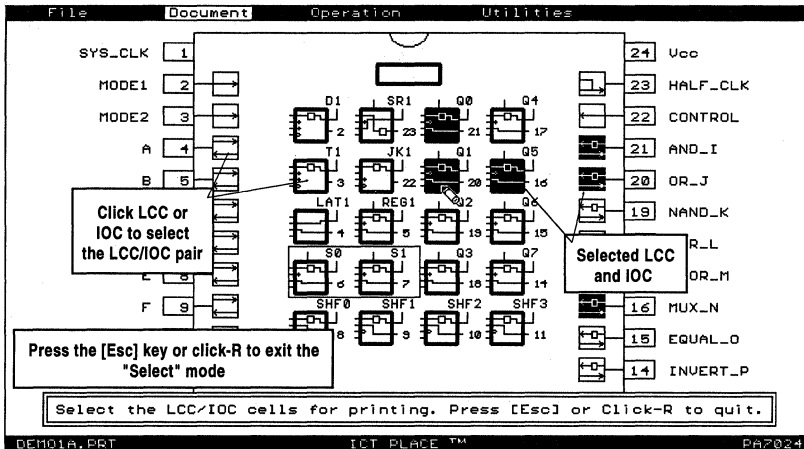 File Document Operation Utilities
SYS_CLK 1 24 Vcc
MODE1 2 23 HALF_CLK
MODE2 3 22 CONTROL
D1 SR1 Q0 Q4
2 23 21 17
A 4 21 AND_I
T1 JK1 Q1 Q5
B 5 3 22 20 16 20 OR_J
LAT1 REG1 Q2 Q6
4 5 19 15
19 NAND_K
Click LCC or
IOC to select
the LCC/IOC pair
Selected LCC
and IOC
R_L
OR_M
S0 S1 Q3 Q7
6 7 18 14
E 8
F 9
16 MUX_N
SHF0 SHF1 SHF2 SHF3
8 9 10 11
15 EQUAL_O
14 INVERT_P
Press the [Esc] key or click-R to exit the
"Select" mode
Select the LCC/IOC cells for printing. Press [Esc] or Click-R to quit.
DEMO1A.PRT ICT PLACE ™ PA7024